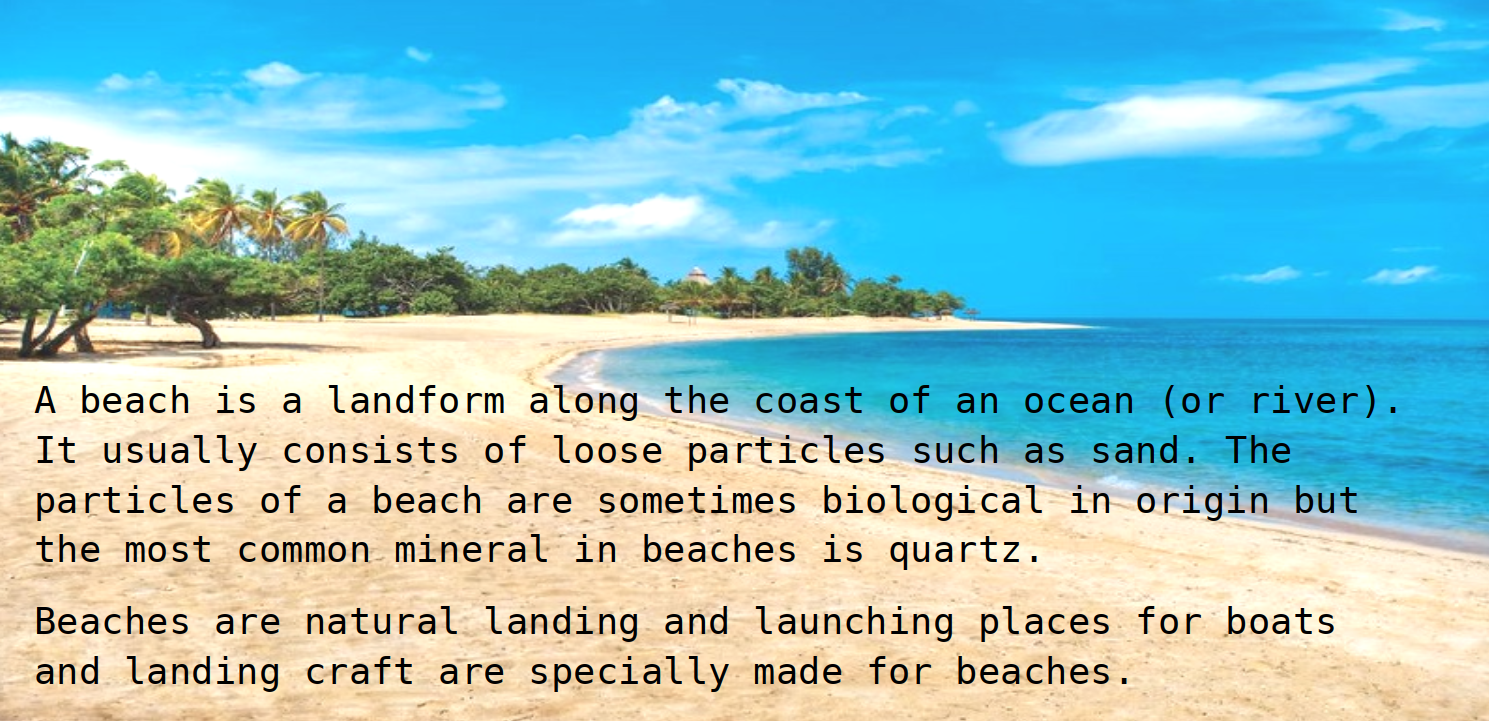 A beach is a landform along the coast of an ocean (or river).
It usually consists of loose particles such as sand. The
particles of a beach are sometimes biological in origin but
the most common mineral in beaches is quartz.
Beaches are natural landing and launching places for boats
and landing craft are specially made for beaches.